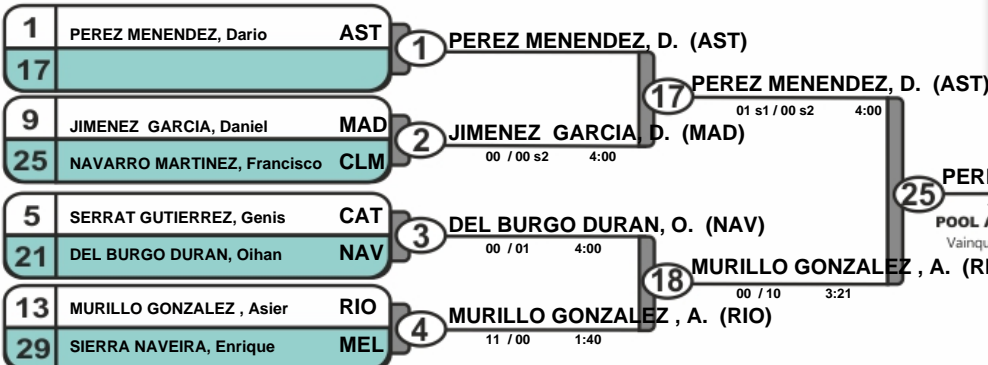 1 PEREZ MENENDEZ, Dario AST
17
1 PEREZ MENENDEZ, D. (AST)
9 JIMENEZ GARCIA, Daniel MAD
25 NAVARRO MARTINEZ, Francisco CLM
2 JIMENEZ GARCIA, D. (MAD)
00 / 00 s2 4:00
17 PEREZ MENENDEZ, D. (AST)
01 s1 / 00 s2 4:00
5 SERRAT GUTIERREZ, Genis CAT
21 DEL BURGO DURAN, Oihan NAV
3 DEL BURGO DURAN, O. (NAV)
00 / 01 4:00
13 MURILLO GONZALEZ , Asier RIO
29 SIERRA NAVEIRA, Enrique MEL
4 MURILLO GONZALEZ , A. (RIO)
11 / 00 1:40
18 MURILLO GONZALEZ , A. (RI
00 / 10 3:21
25 PER
POOL
Vainqu